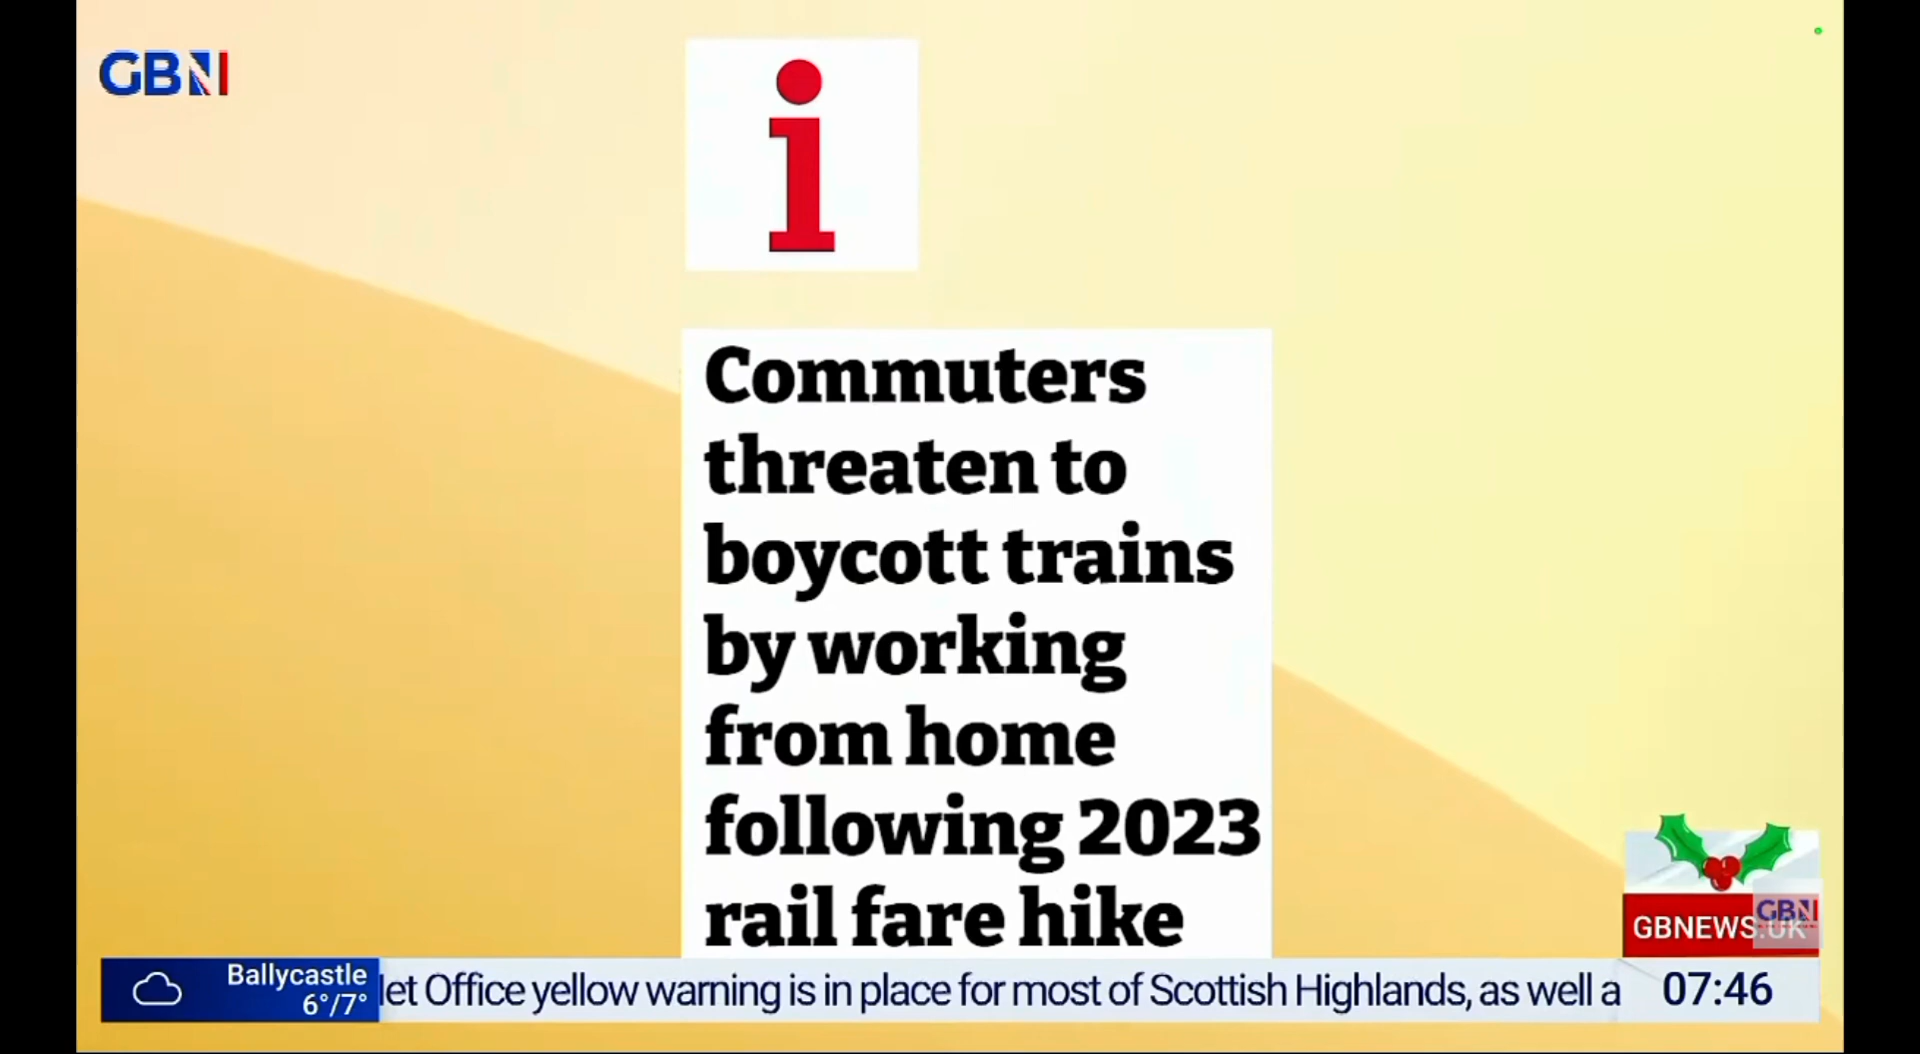 GBN
i
Commuters
threaten to
boycott trains
by working
from home
following 2023
rail fare hike
GBNEWS.UK
GBN
Ballycastle
6°/7°
et Office yellow warning is in place for most of Scottish Highlands, as well a
07:46